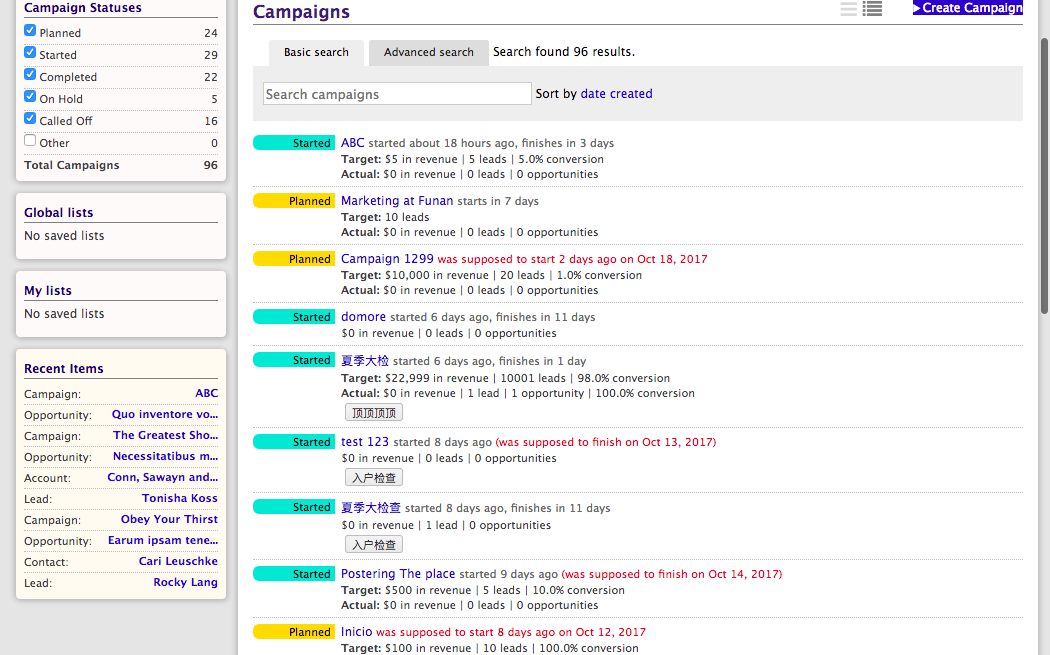 Campaign Statuses
Planned 24
Started 29
Completed 22
On Hold 5
Called Off 16
Other 0
Total Campaigns 96
Global lists
No saved lists
My lists
No saved lists
Recent Items
Campaign: ABC
Opportunity: Quo inventore vo...
Campaign: The Greatest Sho...
Opportunity: Necessitatibus m...
Account: Conn, Sawayn and...
Lead: Tonisha Koss
Campaign: Obey Your Thirst
Opportunity: Earum ipsam tene...
Contact: Cari Leuschke
Lead: Rocky Lang
Campaigns
▸ Create Campaign
Basic search Advanced search Search found 96 results.
Search campaigns Sort by date created
Started ABC started about 18 hours ago, finishes in 3 days
Target: $5 in revenue | 5 leads | 5.0% conversion
Actual: $0 in revenue | 0 leads | 0 opportunities
Planned Marketing at Funan starts in 7 days
Target: 10 leads
Actual: $0 in revenue | 0 leads | 0 opportunities
Planned Campaign 1299 was supposed to start 2 days ago on Oct 18, 2017
Target: $10,000 in revenue | 20 leads | 1.0% conversion
Actual: $0 in revenue | 0 leads | 0 opportunities
Started domore started 6 days ago, finishes in 11 days
$0 in revenue | 0 leads | 0 opportunities
Started 夏季大检 started 6 days ago, finishes in 1 day
Target: $22,999 in revenue | 10001 leads | 98.0% conversion
Actual: $0 in revenue | 1 lead | 1 opportunity | 100.0% conversion
顶顶顶顶
Started test 123 started 8 days ago (was supposed to finish on Oct 13, 2017)
$0 in revenue | 0 leads | 0 opportunities
入户检查
Started 夏季大检查 started 8 days ago, finishes in 11 days
$0 in revenue | 1 lead | 0 opportunities
入户检查
Started Postering The place started 9 days ago (was supposed to finish on Oct 14, 2017)
Target: $500 in revenue | 5 leads | 10.0% conversion
Actual: $0 in revenue | 0 leads | 0 opportunities
Planned Inicio was supposed to start 8 days ago on Oct 12, 2017
Target: $100 in revenue | 10 leads | 100.0% conversion